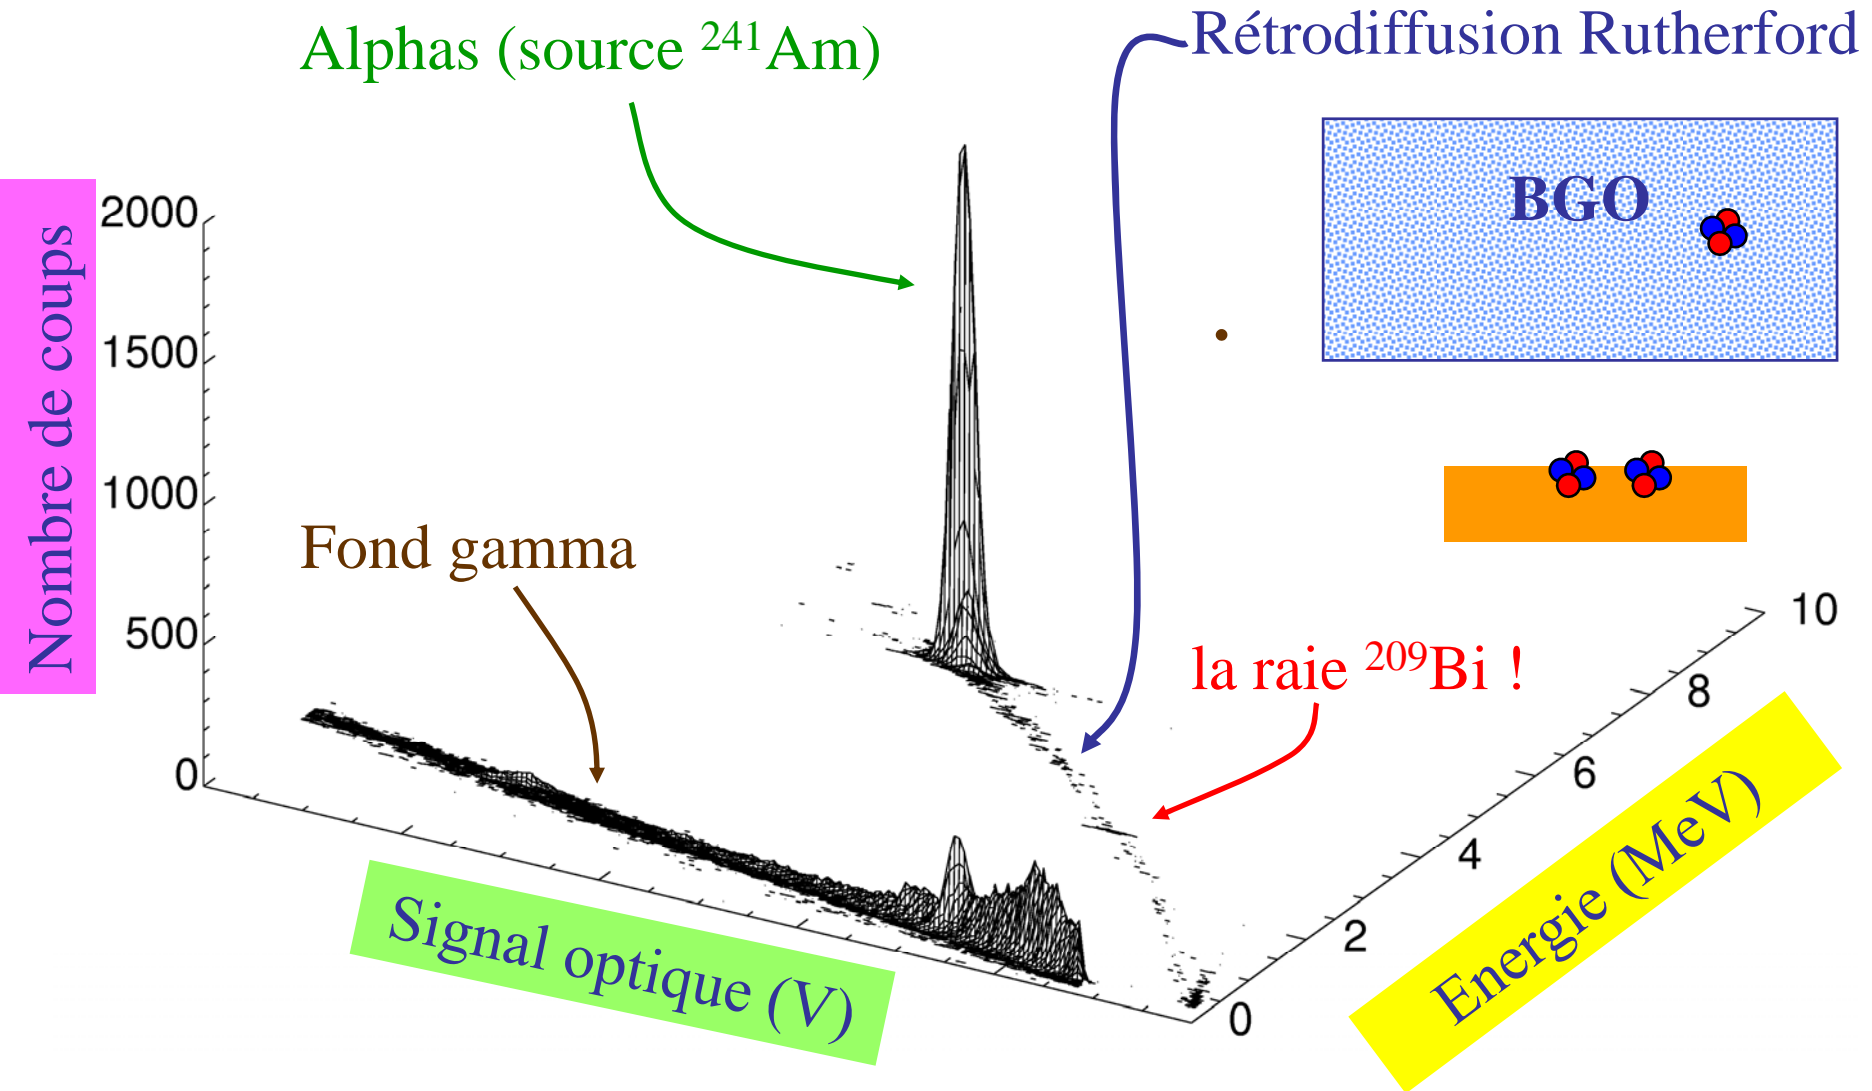 Alphas (source ²⁴¹Am)
Rétrodiffusion Rutherford
BGO
Nombre de coups
2000
1500
1000
500
0
Fond gamma
la raie ²⁰⁹Bi !
10
8
6
4
2
0
Signal optique (V)
Energie (MeV)